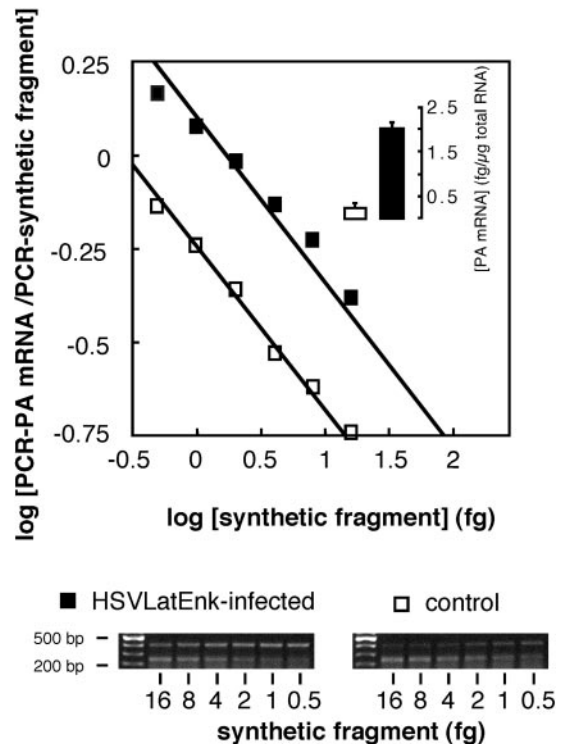 log [PCR-PA mRNA /PCR-synthetic fragment]
0.25
0
-0.25
-0.5
-0.75
-0.5
0
0.5
1
1.5
2
log [synthetic fragment] (fg)
2.5
1.5
0.5
[PA mRNA] (fg/µg total RNA)
HSVLatEnk-infected
control
500 bp
200 bp
16 8 4 2 1 0.5
16 8 4 2 1 0.5
synthetic fragment (fg)